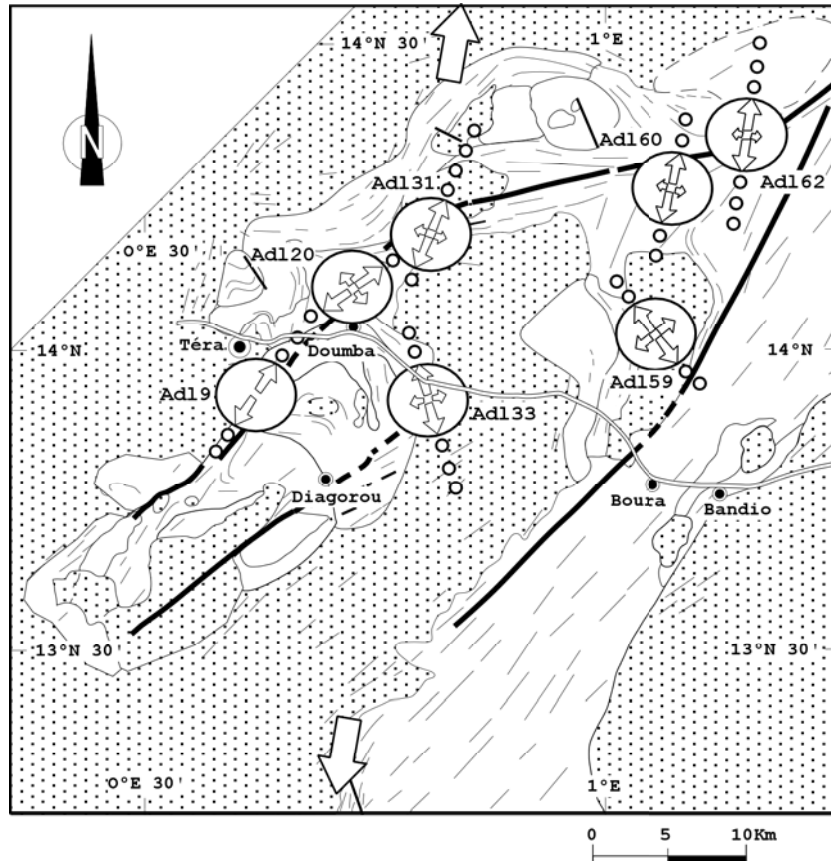 14°N 30'
1°E
N
Adl60
Adl31
Adl62
0°E 30'
Adl20
Téra
Doumba
14°N
14°N
Adl9
Adl33
Adl59
Diagorou
Boura
Bandio
13°N 30'
13°N 30'
0°E 30'
1°E
0 5 10Km